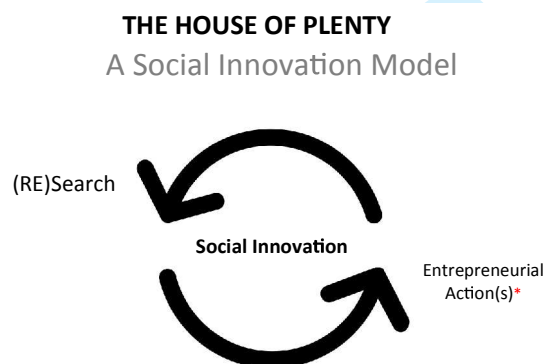 THE HOUSE OF PLENTY
A Social Innovation Model
(RE)Search
Social Innovation
Entrepreneurial
Action(s)*